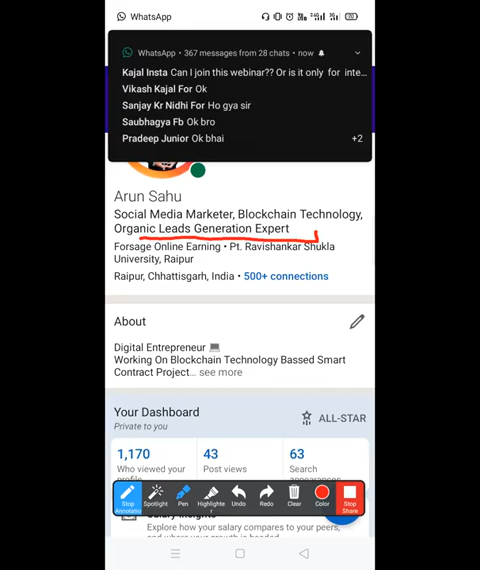 WhatsApp
WhatsApp • 367 messages from 28 chats • now
Kajal Insta Can I join this webinar?? Or is it only for inte...
Vikash Kajal For Ok
Sanjay Kr Nidhi For Ho gya sir
Saubhagya Fb Ok bro
Pradeep Junior Ok bhai
+2
Arun Sahu
Social Media Marketer, Blockchain Technology,
Organic Leads Generation Expert
Forsage Online Earning • Pt. Ravishankar Shukla
University, Raipur
Raipur, Chhattisgarh, India • 500+ connections
About
Digital Entrepreneur
Working On Blockchain Technology Bassed Smart
Contract Project... see more
Your Dashboard
Private to you
ALL-STAR
1,170 43 63
Who viewed your Post views Search
profile appearances
Stop Annotation Spotlight Pen Highlighter Undo Redo Clear Color Stop Share
Salary insights
Explore how your salary compares to your peers,